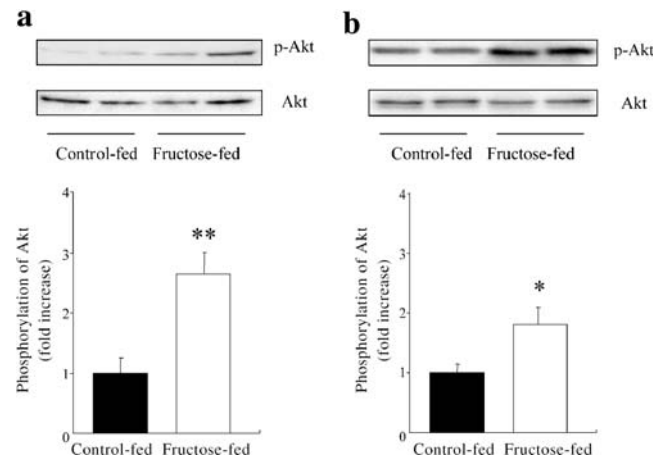 a
p-Akt
Akt
Control-fed Fructose-fed
Phosphorylation of Akt
(fold increase)
4
3
2
1
0
**
Control-fed Fructose-fed
b
p-Akt
Akt
Control-fed Fructose-fed
Phosphorylation of Akt
(fold increase)
4
3
2
1
0
*
Control-fed Fructose-fed